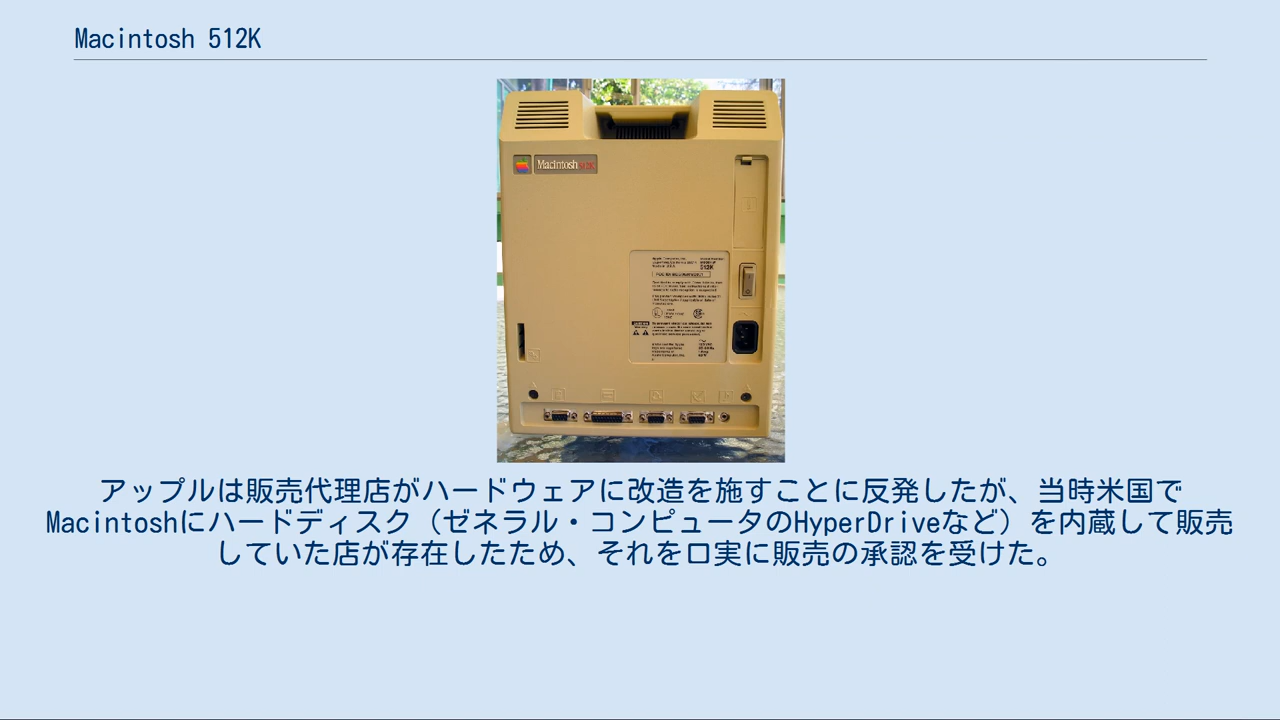 Macintosh 512K
Macintosh 512K
512K
アップルは販売代理店がハードウェアに改造を施すことに反発したが、当時米国で
Macintoshにハードディスク（ゼネラル・コンピュータのHyperDriveなど）を内蔵して販売
していた店が存在したため、それを口実に販売の承認を受けた。